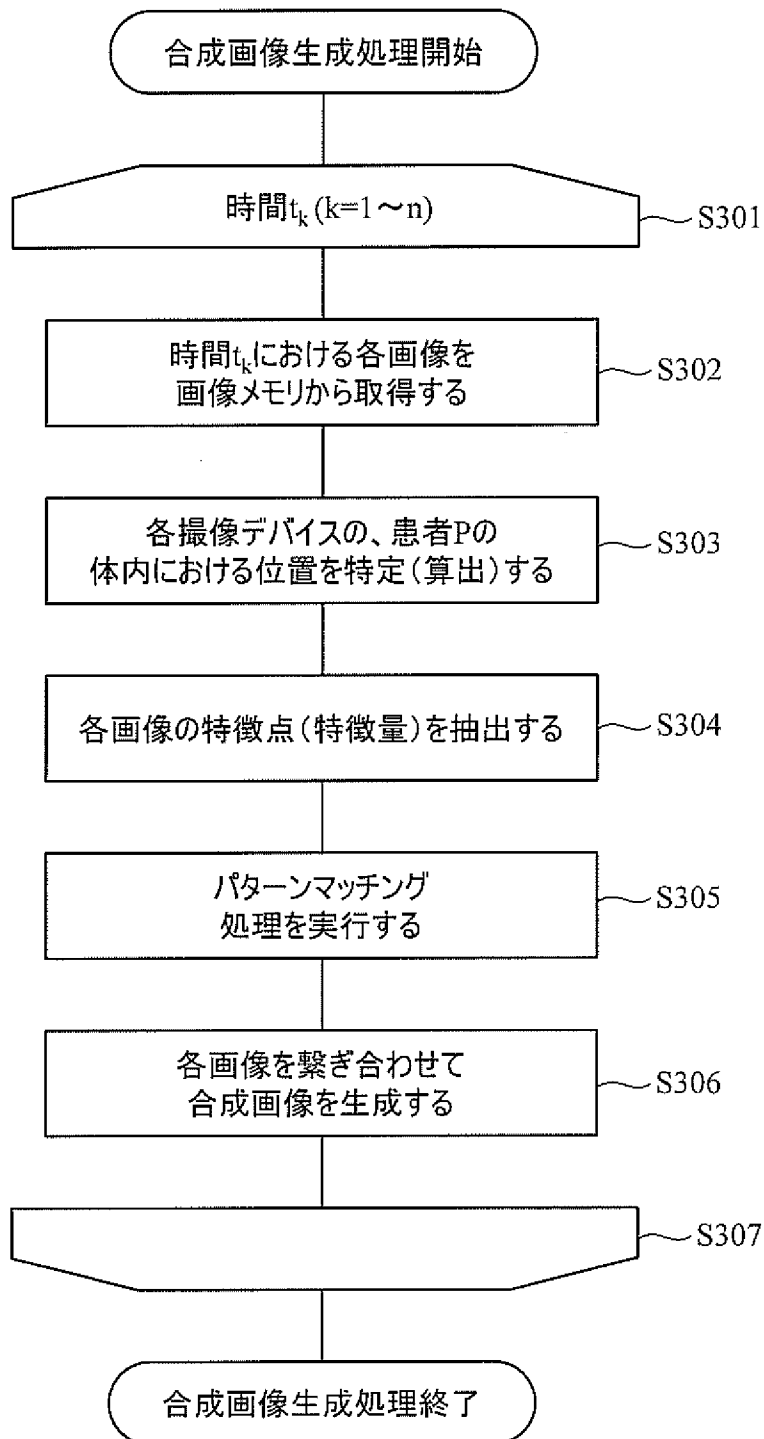 合成画像生成処理開始
時間tk (k=1～n)
S301
時間tkにおける各画像を
画像メモリから取得する
S302
各撮像デバイスの、患者Pの
体内における位置を特定(算出)する
S303
各画像の特徴点(特徴量)を抽出する
S304
パターンマッチング
処理を実行する
S305
各画像を繋ぎ合わせて
合成画像を生成する
S306
S307
合成画像生成処理終了